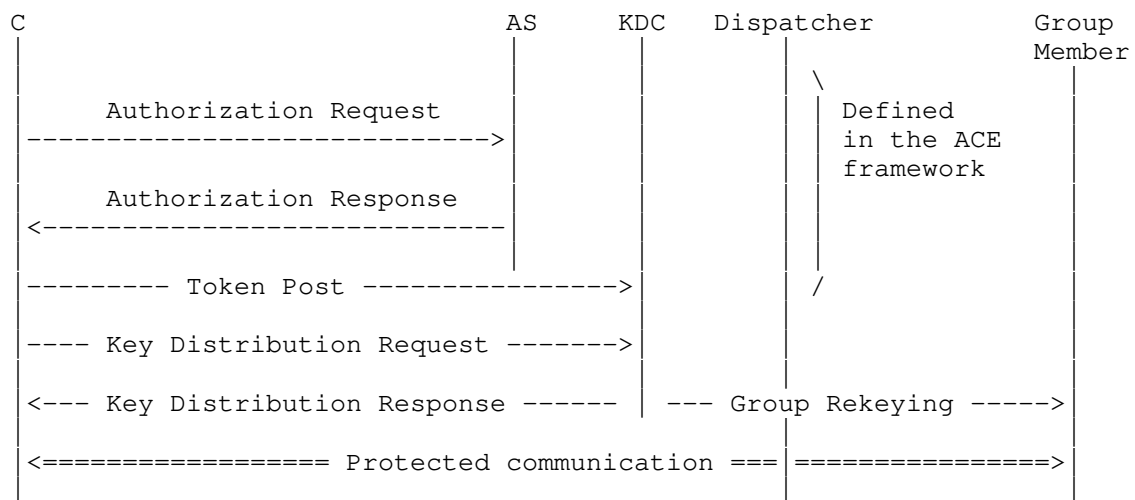 C AS KDC Dispatcher Group
Member
Authorization Request Defined
in the ACE
framework
Authorization Response
Token Post
Key Distribution Request
Key Distribution Response Group Rekeying
Protected communication